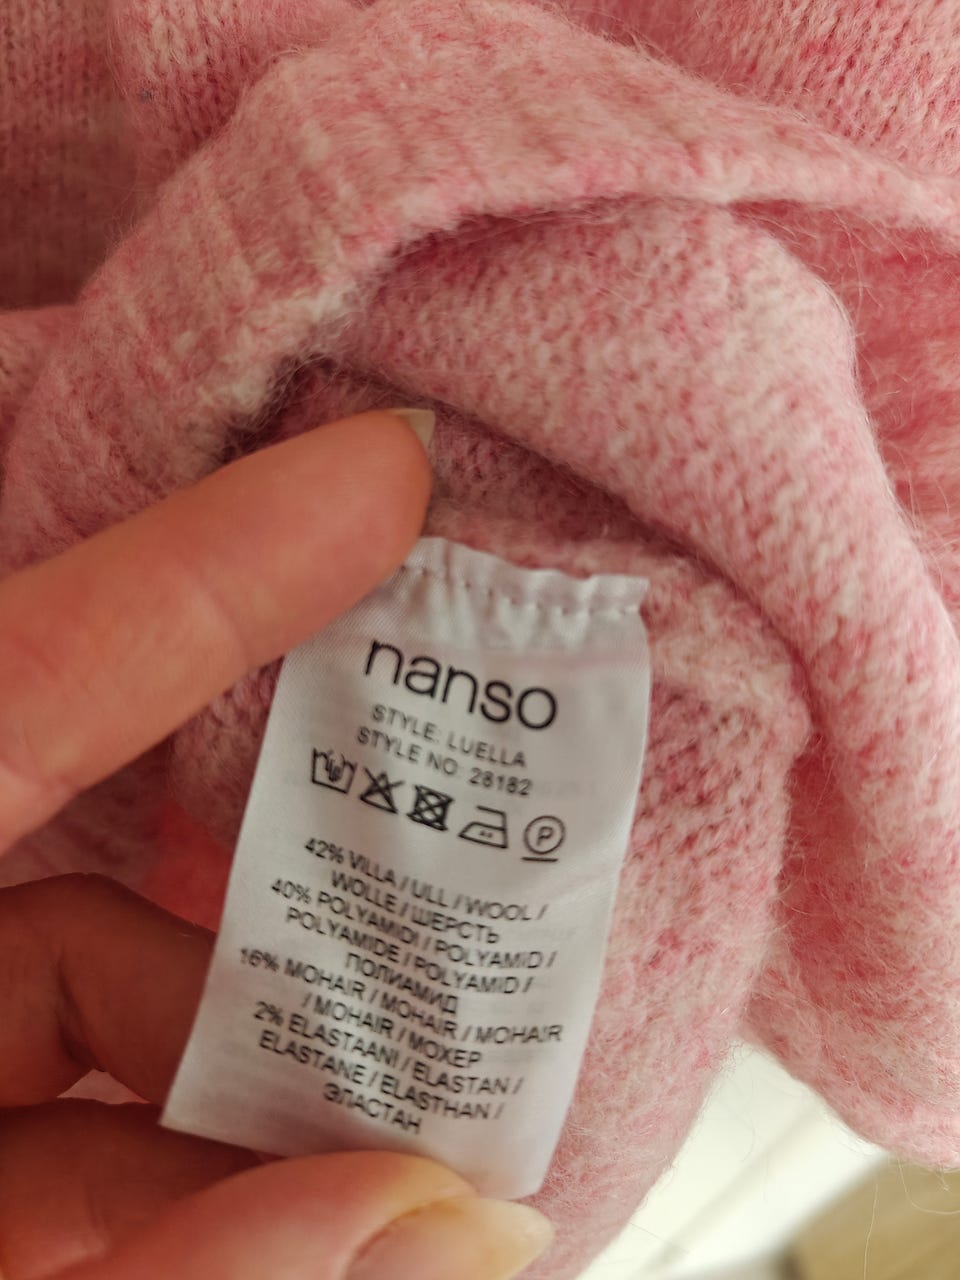 nanso
STYLE: LUELLA
STYLE NO: 28182
P
42% VILLA / ULL / WOOL /
WOLLE / ШЕРСТЬ
40% POLYAMIDI / POLYAMID /
POLYAMIDE / POLYAMID /
ПОЛИАМИД
16% MOHAIR / MOHAIR / MOHAIR
/ MOHAIR / МОХЕР
2% ELASTAANI / ELASTAN /
ELASTANE / ELASTHAN /
ЭЛАСТАН